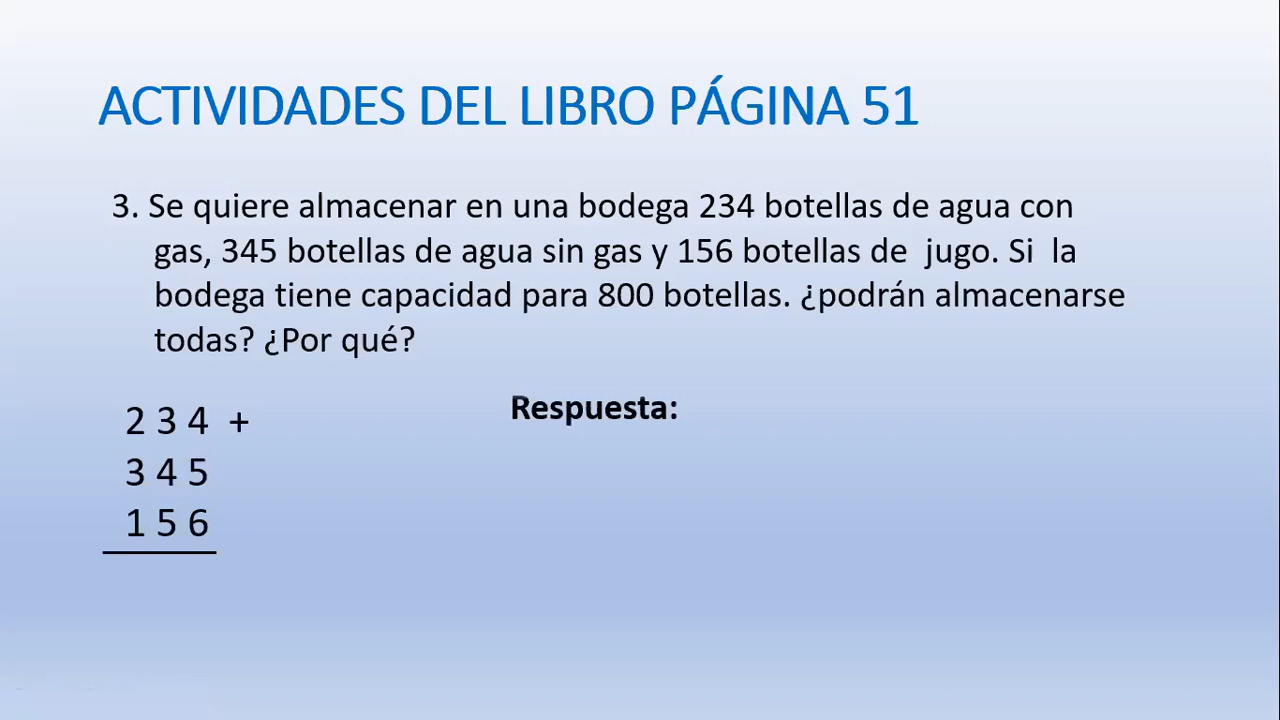 ACTIVIDADES DEL LIBRO PÁGINA 51
3. Se quiere almacenar en una bodega 234 botellas de agua con
gas, 345 botellas de agua sin gas y 156 botellas de jugo. Si la
bodega tiene capacidad para 800 botellas. ¿podrán almacenarse
todas? ¿Por qué?
2 3 4 +
3 4 5
1 5 6
Respuesta: